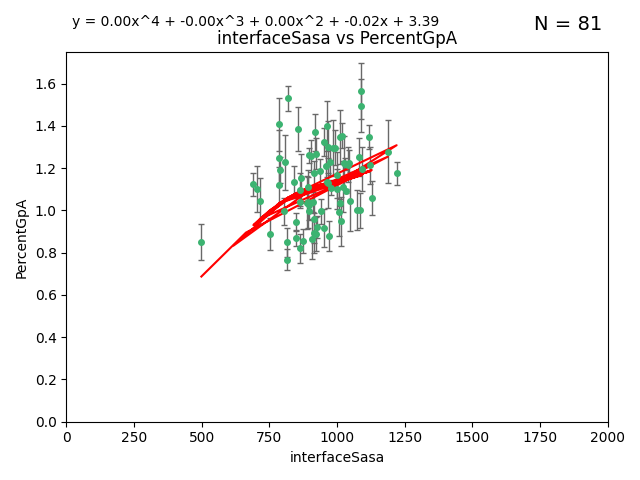 y = 0.00x^4 + -0.00x^3 + 0.00x^2 + -0.02x + 3.39
N = 81
interfaceSasa vs PercentGpA
PercentGpA
1.6
1.4
1.2
1.0
0.8
0.6
0.4
0.2
0.0
0 250 500 750 1000 1250 1500 1750 2000
interfaceSasa